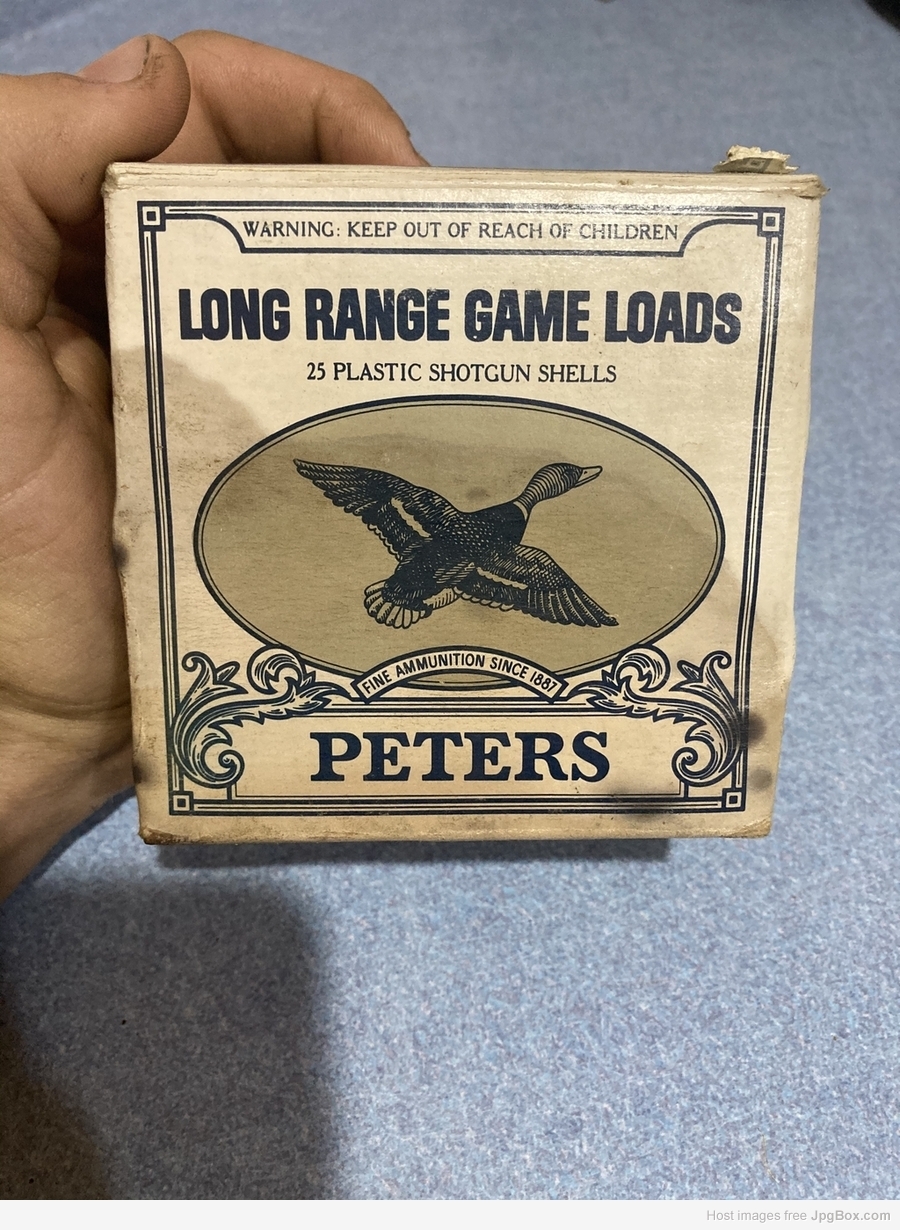 WARNING: KEEP OUT OF REACH OF CHILDREN
LONG RANGE GAME LOADS
25 PLASTIC SHOTGUN SHELLS
FINE AMMUNITION SINCE 1887
PETERS
Host images free JpgBox.com